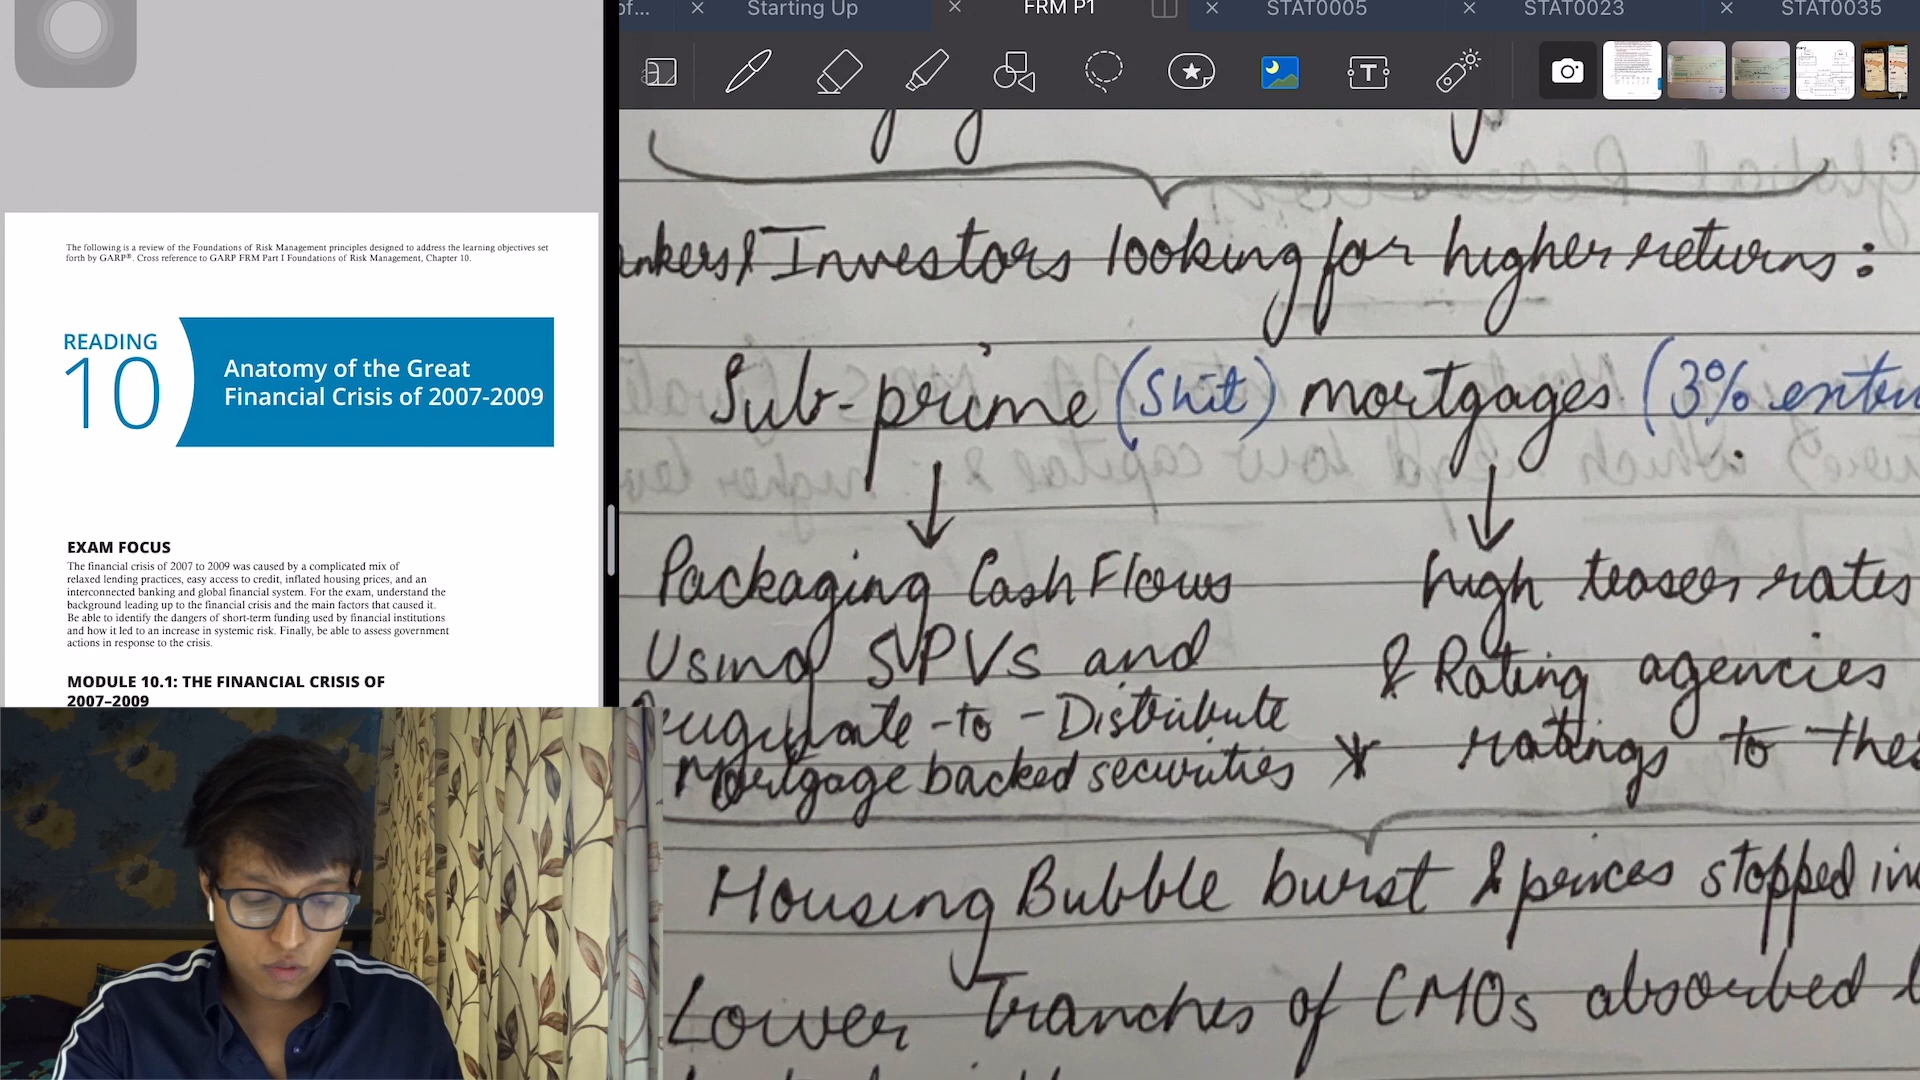 of...
Starting Up
FRM P1
STAT0005
STAT0023
STAT0035
The following is a review of the Foundations of Risk Management principles designed to address the learning objectives set
forth by GARP®. Cross reference to GARP FRM Part I Foundations of Risk Management, Chapter 10.
READING
10
Anatomy of the Great
Financial Crisis of 2007-2009
EXAM FOCUS
The financial crisis of 2007 to 2009 was caused by a complicated mix of
relaxed lending practices, easy access to credit, inflated housing prices, and an
interconnected banking and global financial system. For the exam, understand the
background leading up to the financial crisis and the main factors that caused it.
Be able to identify the dangers of short-term funding used by financial institutions
and how it led to an increase in systemic risk. Finally, be able to assess government
actions in response to the crisis.
MODULE 10.1: THE FINANCIAL CRISIS OF
2007–2009
ankers & Investors looking for higher returns:
Sub-prime (Shit) mortgages (3%
Packaging Cash Flows
Using SPVs and
-to-Distribute
Mortgage backed securities *
high teaser rates
& Rating agencies
ratings to
Housing Bubble burst & prices stopped
Lower Tranches of CMOs absorbed